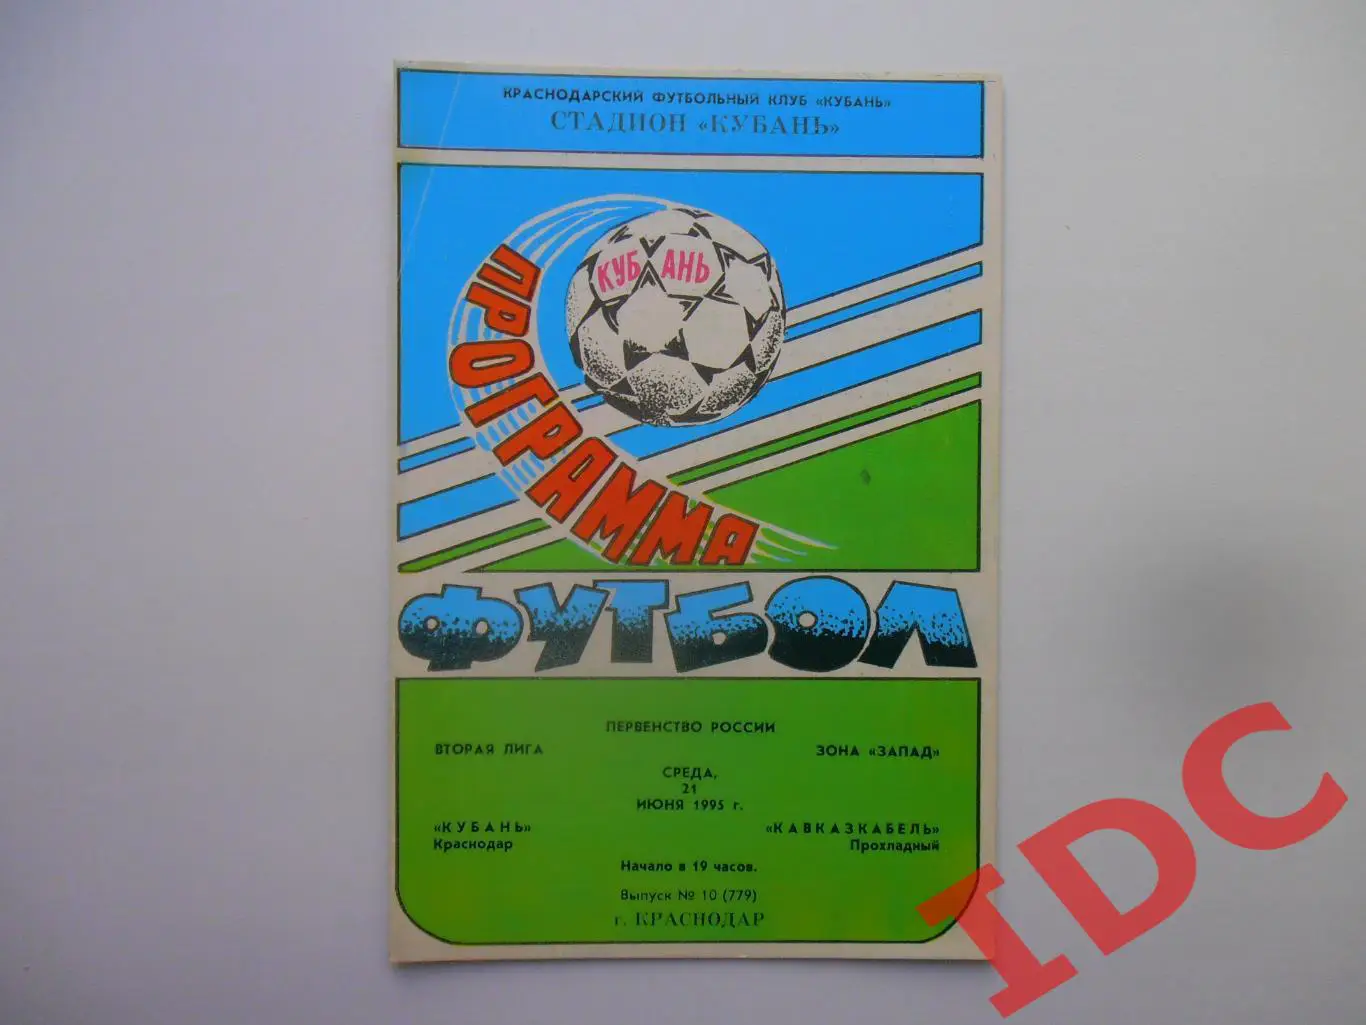 КРАСНОДАРСКИЙ ФУТБОЛЬНЫЙ КЛУБ «КУБАНЬ»
СТАДИОН «КУБАНЬ»
КУБАНЬ
ПРОГРАММА
ФУТБОЛ
ПЕРВЕНСТВО РОССИИ
ВТОРАЯ ЛИГА ЗОНА «ЗАПАД»
СРЕДА,
21
ИЮНЯ 1995 г.
«КУБАНЬ» «КАВКАЗКАБЕЛЬ»
Краснодар Прохладный
Начало в 19 часов.
Выпуск № 10 (779)
г. КРАСНОДАР
IDC